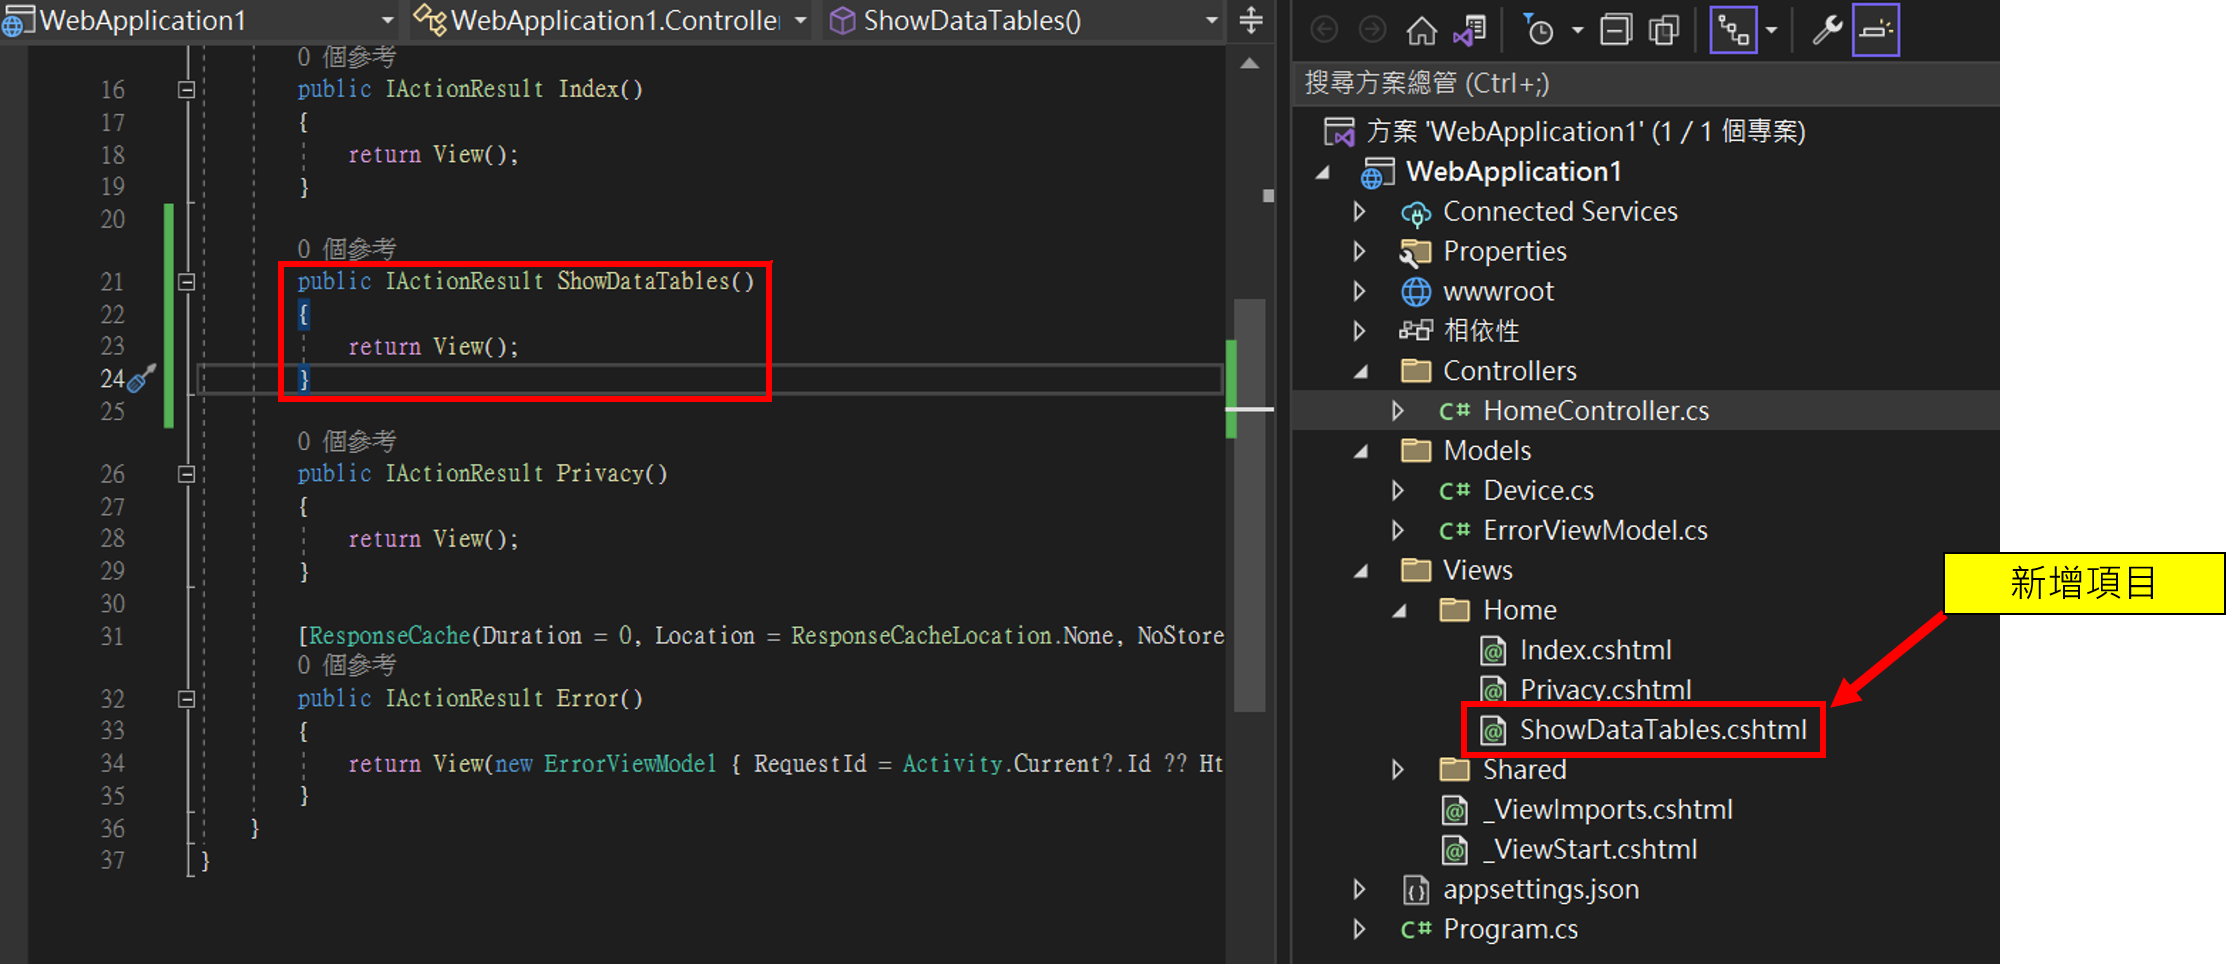 WebApplication1
WebApplication1.Controller
ShowDataTables()
0 個參考
16 public IActionResult Index()
17 {
18 return View();
19 }
20
0 個參考
21 public IActionResult ShowDataTables()
22 {
23 return View();
24 }
25
0 個參考
26 public IActionResult Privacy()
27 {
28 return View();
29 }
30
31 [ResponseCache(Duration = 0, Location = ResponseCacheLocation.None, NoStore
0 個參考
32 public IActionResult Error()
33 {
34 return View(new ErrorViewModel { RequestId = Activity.Current?.Id ?? Ht
35 }
36 }
37 }
搜尋方案總管 (Ctrl+;)
方案 'WebApplication1' (1 / 1 個專案)
WebApplication1
Connected Services
Properties
wwwroot
相依性
Controllers
C# HomeController.cs
Models
C# Device.cs
C# ErrorViewModel.cs
Views
Home
Index.cshtml
Privacy.cshtml
ShowDataTables.cshtml
Shared
_ViewImports.cshtml
_ViewStart.cshtml
appsettings.json
C# Program.cs
新增項目